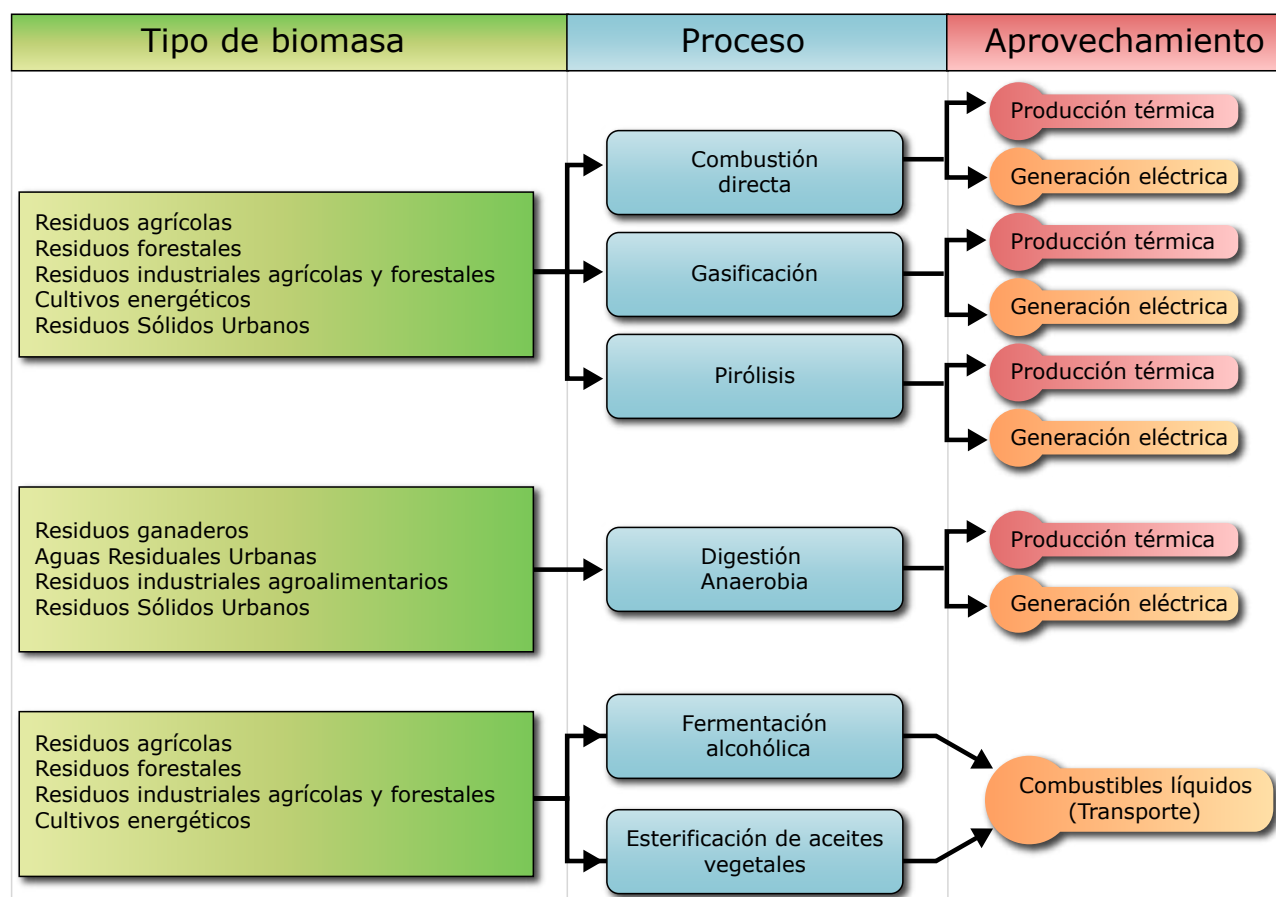 Tipo de biomasa
Proceso
Aprovechamiento
Residuos agrícolas
Residuos forestales
Residuos industriales agrícolas y forestales
Cultivos energéticos
Residuos Sólidos Urbanos
Combustión
directa
Producción térmica
Generación eléctrica
Gasificación
Producción térmica
Generación eléctrica
Pirólisis
Producción térmica
Generación eléctrica
Residuos ganaderos
Aguas Residuales Urbanas
Residuos industriales agroalimentarios
Residuos Sólidos Urbanos
Digestión
Anaerobia
Producción térmica
Generación eléctrica
Residuos agrícolas
Residuos forestales
Residuos industriales agrícolas y forestales
Cultivos energéticos
Fermentación
alcohólica
Esterificación de aceites
vegetales
Combustibles líquidos
(Transporte)